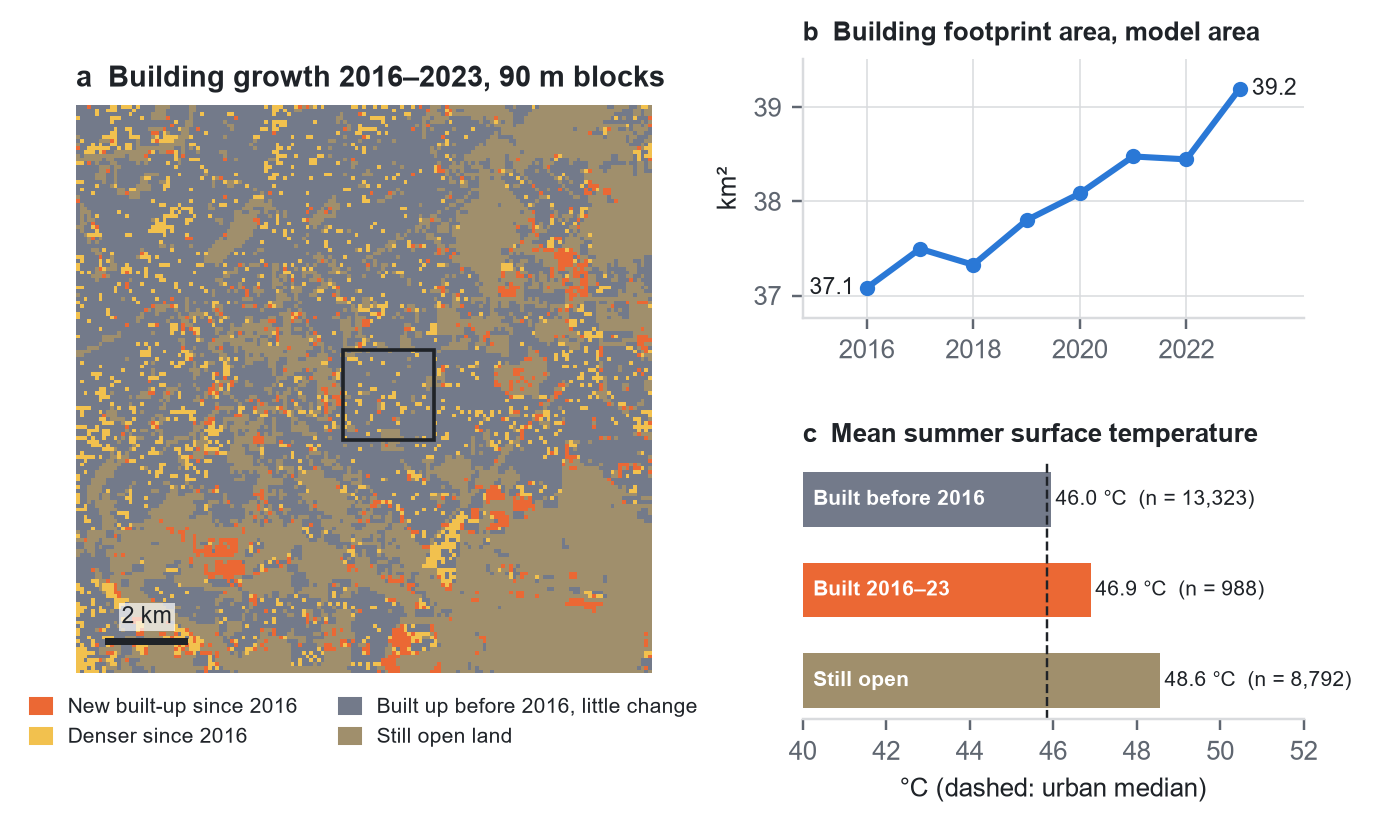 a  Building growth 2016–2023, 90 m blocks
2 km
New built-up since 2016
Denser since 2016
Built up before 2016, little change
Still open land
b  Building footprint area, model area
km²
39
38
37
37.1
39.2
2016 2018 2020 2022
c  Mean summer surface temperature
Built before 2016 46.0 °C  (n = 13,323)
Built 2016–23 46.9 °C  (n = 988)
Still open 48.6 °C  (n = 8,792)
40 42 44 46 48 50 52
°C (dashed: urban median)